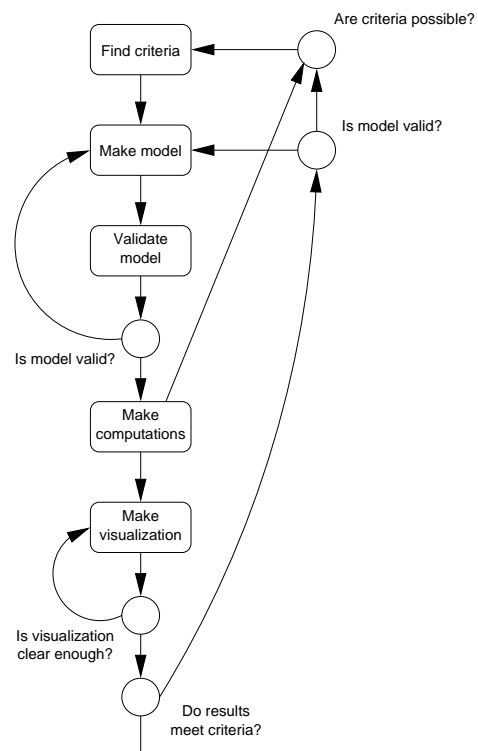 Are criteria possible?
Find criteria
Is model valid?
Make model
Validate
model
Is model valid?
Make
computations
Make
visualization
Is visualization
clear enough?
Do results
meet criteria?